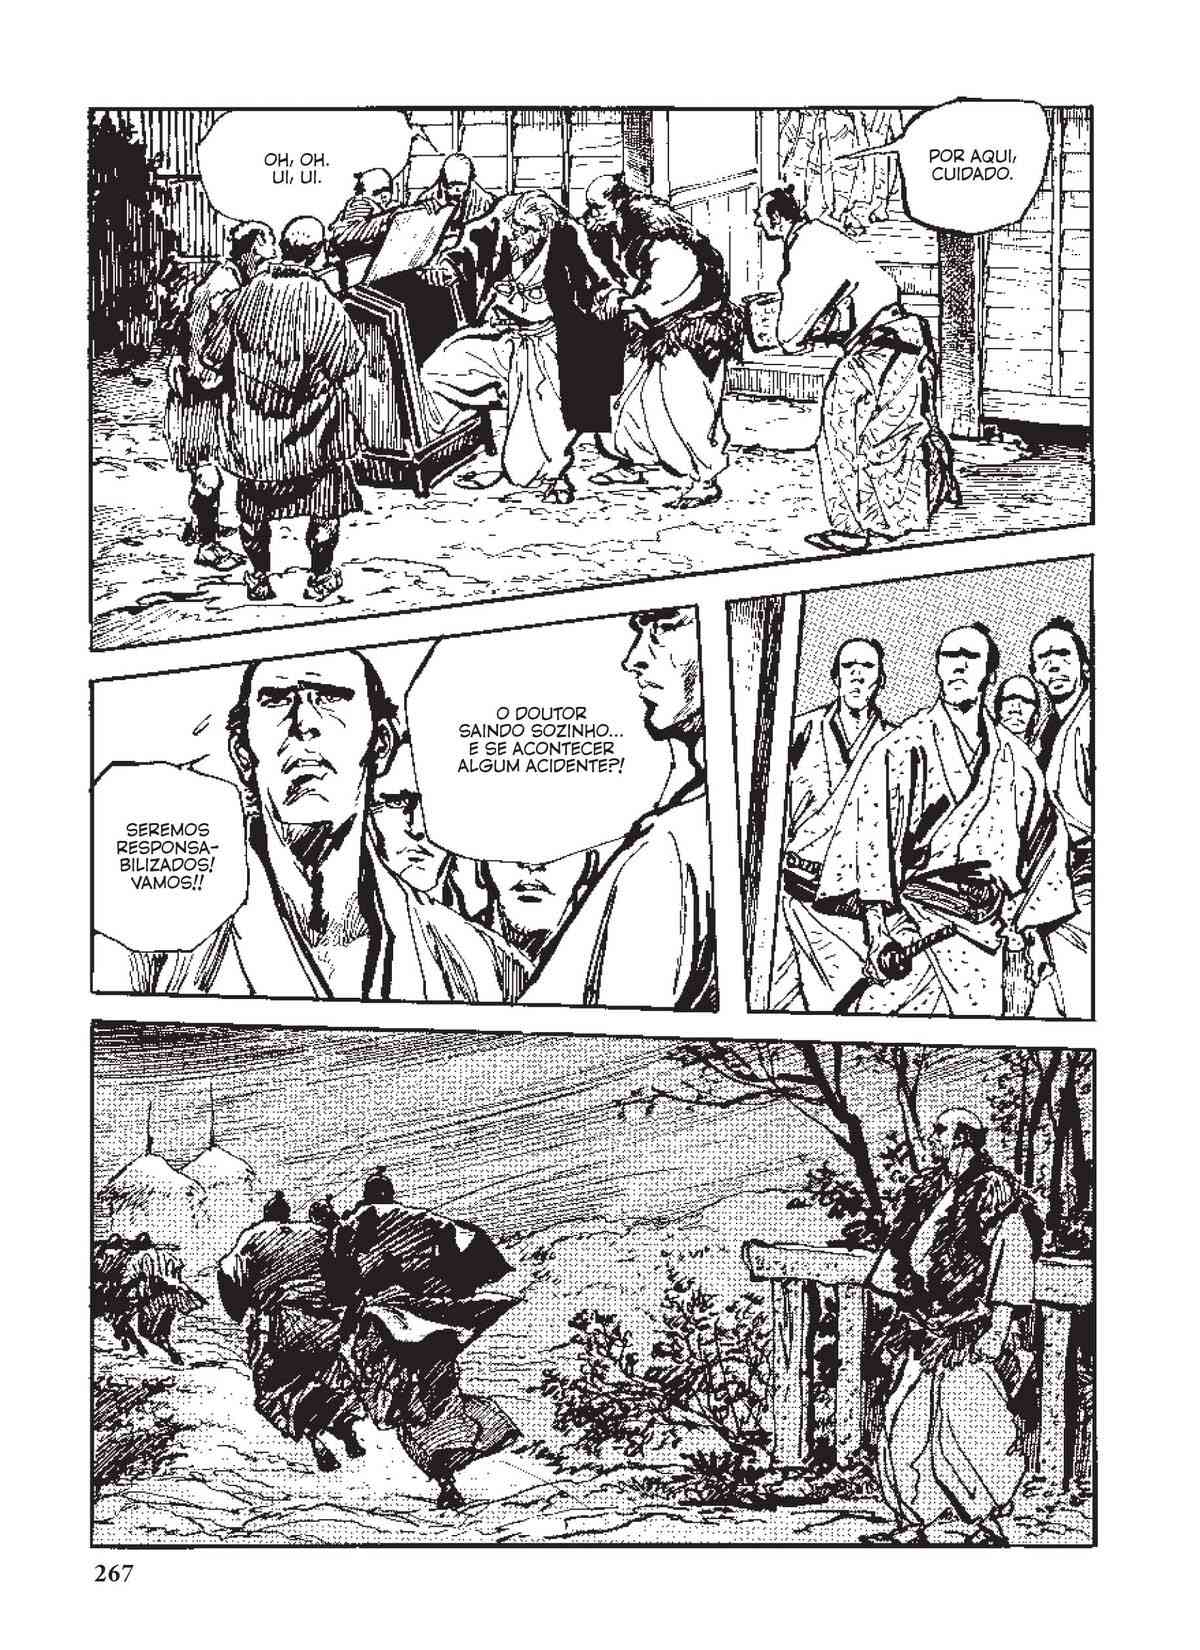 OH, OH.
UI, UI.
POR AQUI,
CUIDADO.
O DOUTOR
SAINDO SOZINHO...
E SE ACONTECER
ALGUM ACIDENTE?!
SEREMOS
RESPONSA-
BILIZADOS!
VAMOS!!
267